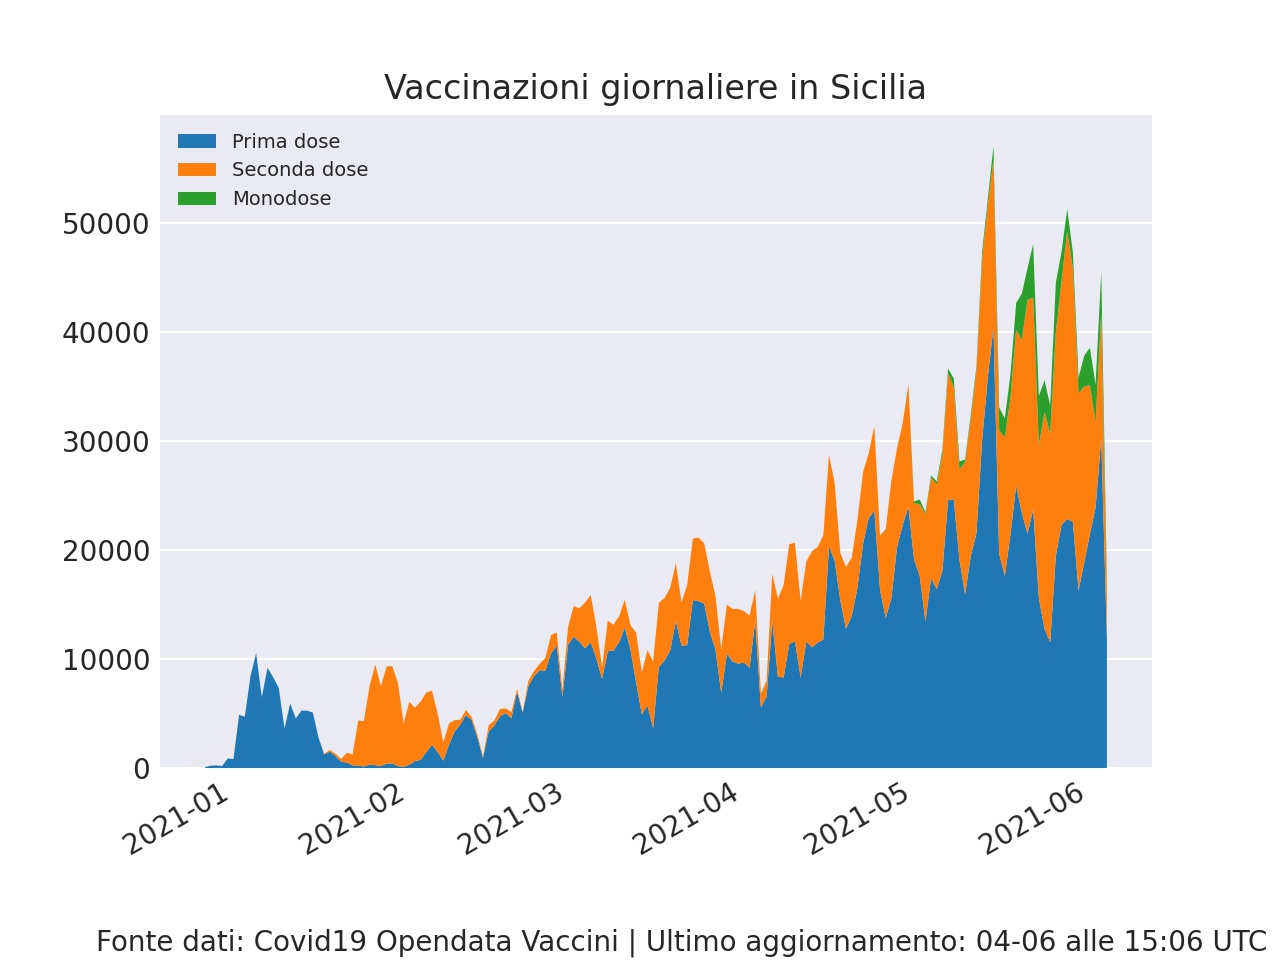 Vaccinazioni giornaliere in Sicilia
Prima dose
Seconda dose
Monodose
50000
40000
30000
20000
10000
0
2021-01
2021-02
2021-03
2021-04
2021-05
2021-06
Fonte dati: Covid19 Opendata Vaccini | Ultimo aggiornamento: 04-06 alle 15:06 UTC